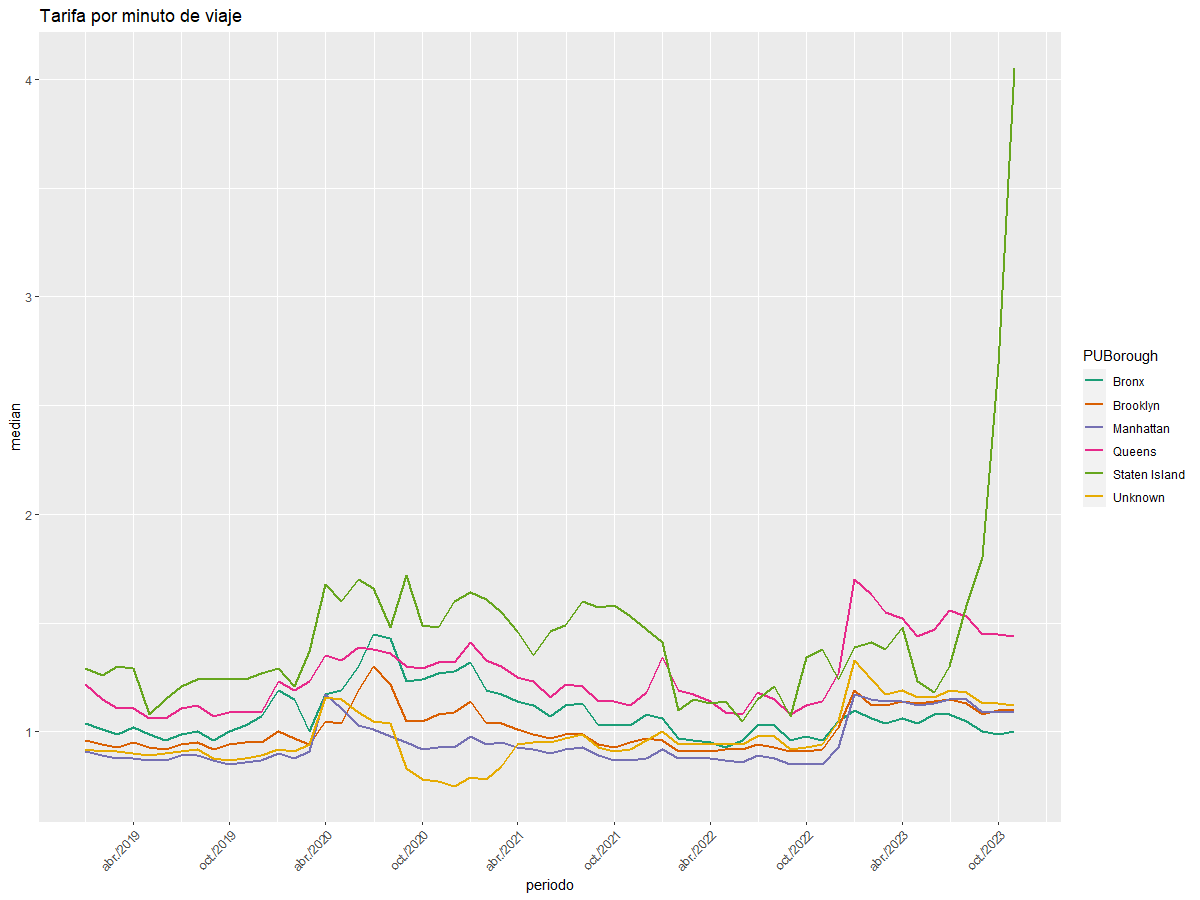 Tarifa por minuto de viaje
4
3
2
1
median
abr./2019
oct./2019
abr./2020
oct./2020
abr./2021
oct./2021
abr./2022
oct./2022
abr./2023
oct./2023
periodo
PUBorough
Bronx
Brooklyn
Manhattan
Queens
Staten Island
Unknown